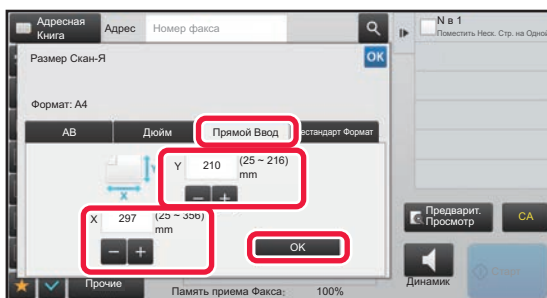 Адресная
Книга
Адрес
Номер факса
N в 1
Поместить Неск. Стр. на Одной
Размер Скан-Я
OK
Формат: A4
AB
Дюйм
Прямой Ввод
естандарт Формат
Y
210
(25 ~ 216)
mm
Y
X
X
297
(25 ~ 356)
mm
OK
Предварит.
Просмотр
CA
Прочие
Память приема Факса:
100%
Динамик
Старт